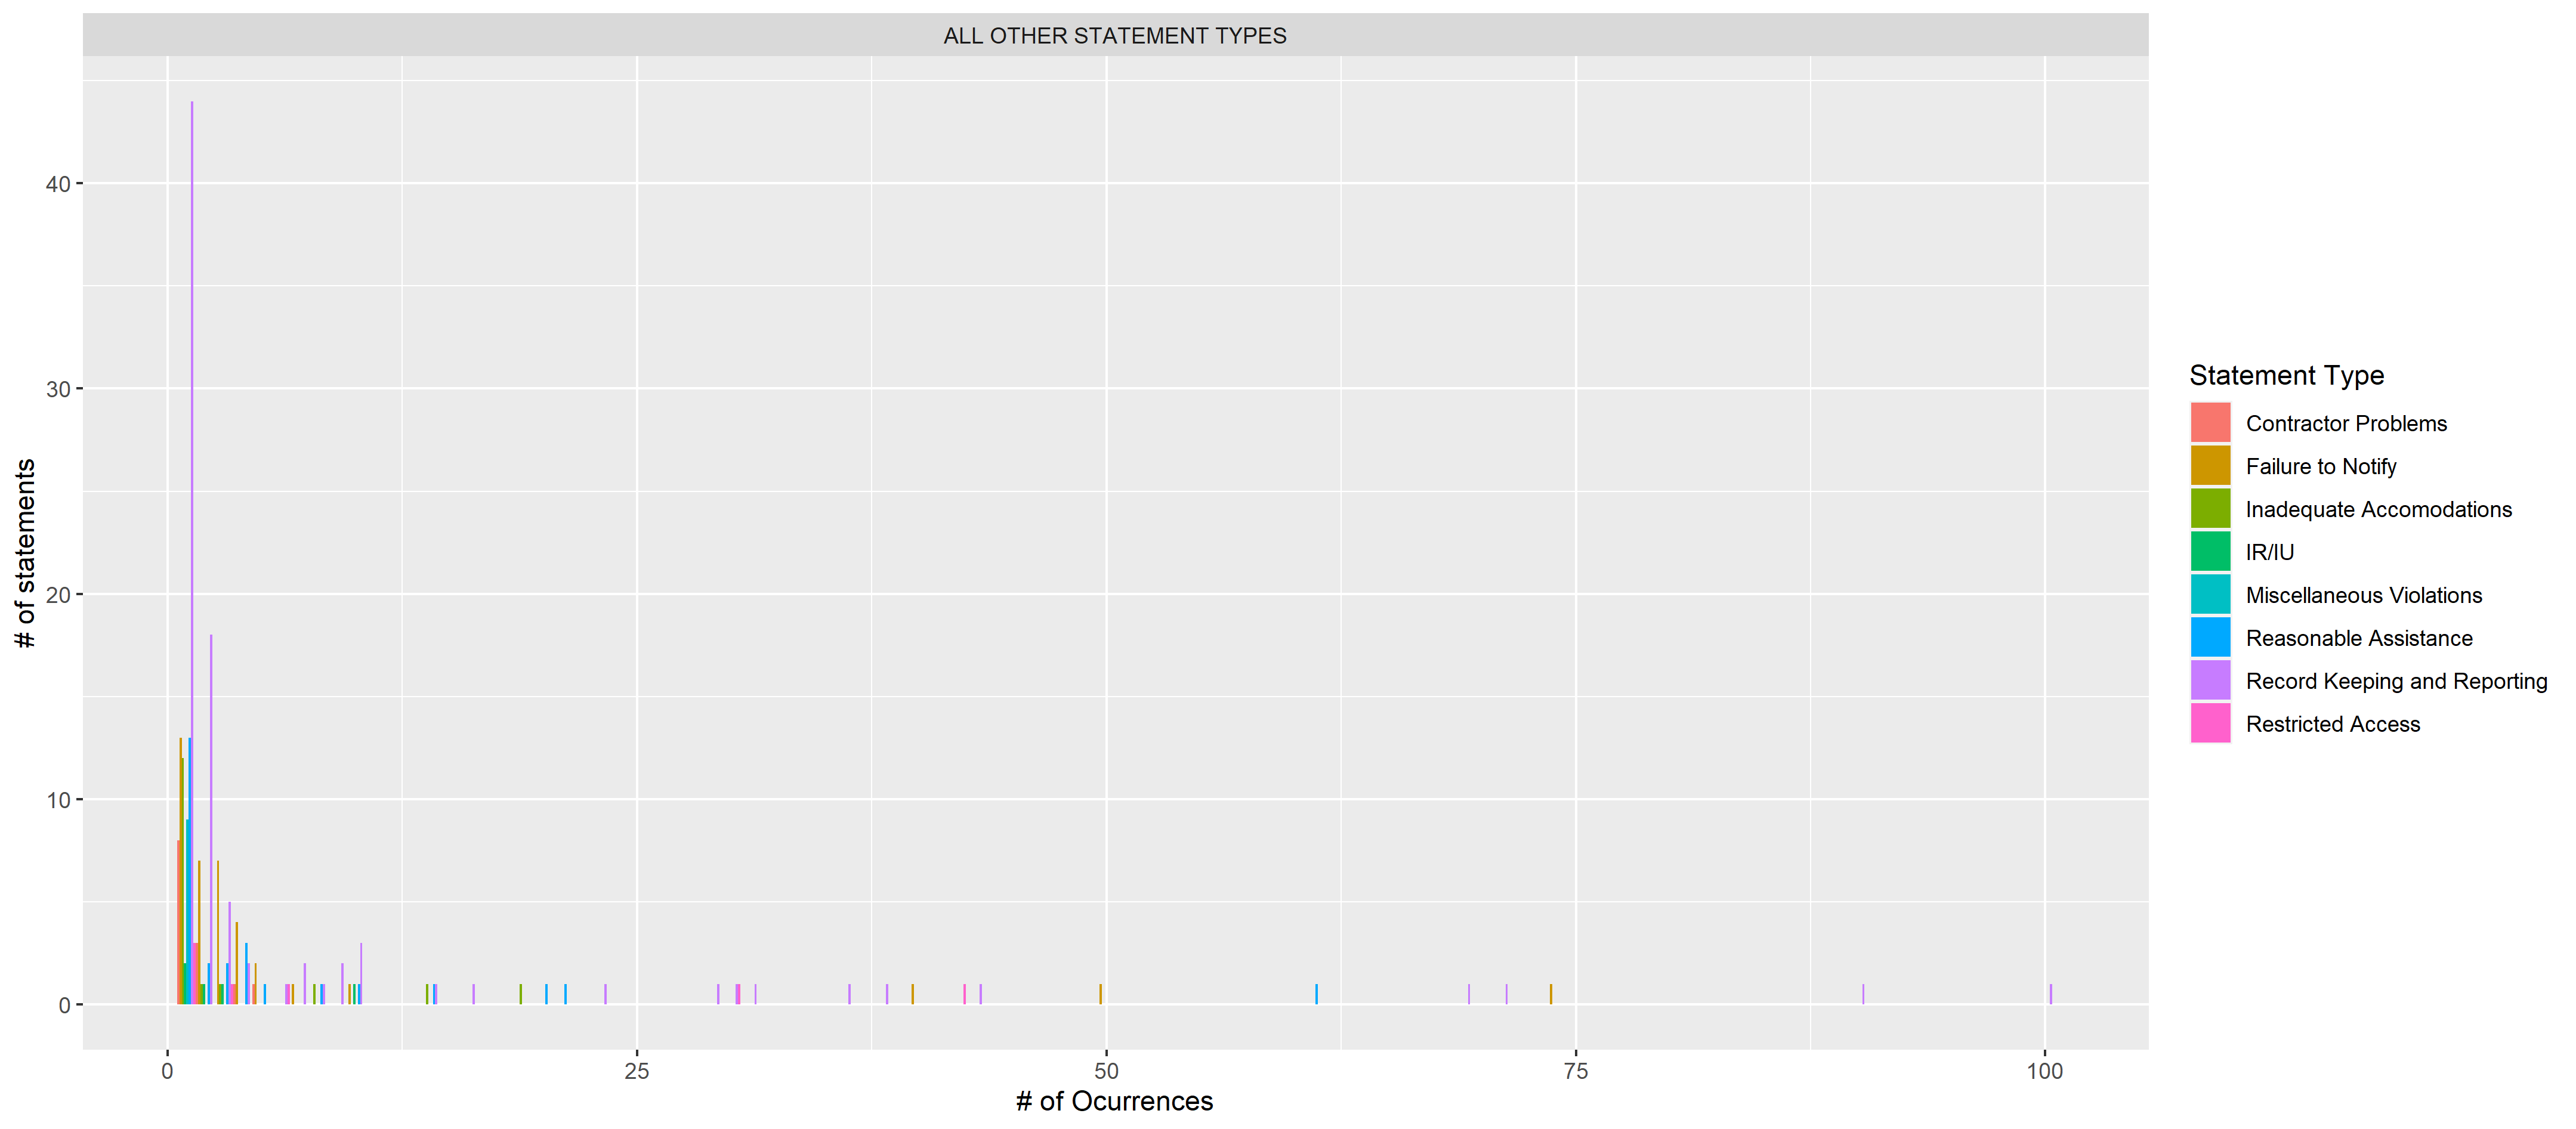 ALL OTHER STATEMENT TYPES
# of statements
40
30
20
10
0
0 25 50 75 100
# of Ocurrences
Statement Type
Contractor Problems
Failure to Notify
Inadequate Accomodations
IR/IU
Miscellaneous Violations
Reasonable Assistance
Record Keeping and Reporting
Restricted Access